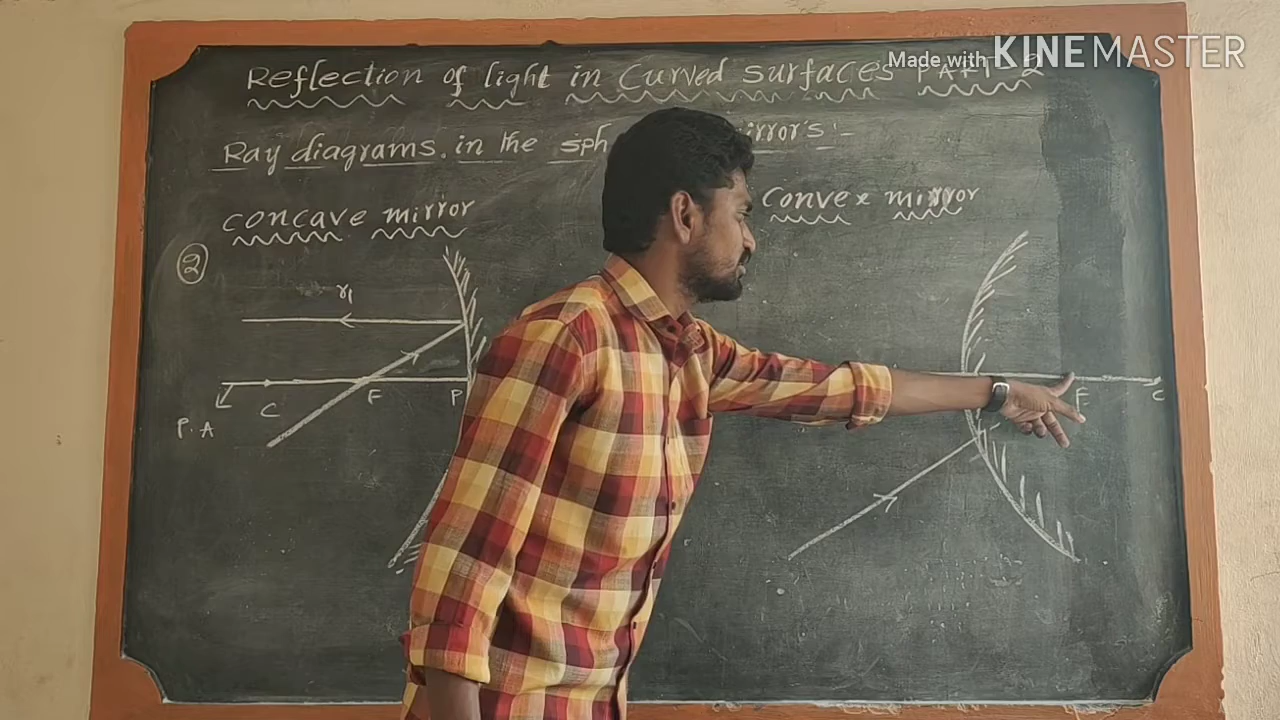 Made with KINEMASTER
Reflection of light in Curved surfaces PART-2
Ray diagrams. in the sph irror's :-
concave mirror
Convex mirror
2
r1
C F P
P.A
F C